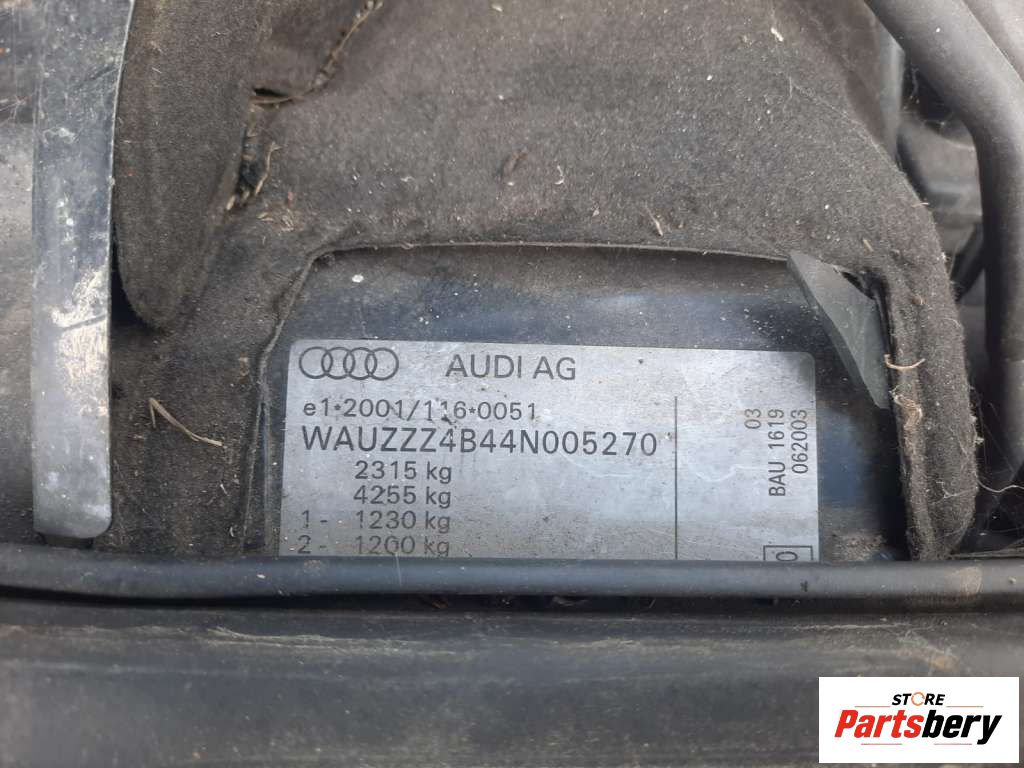 AUDI AG
e1*2001/116*0051
WAUZZZ4B44N005270
2315 kg
4255 kg
1- 1230 kg
2- 1200 kg
03
BAU 1619
062003
STORE
Partsbery